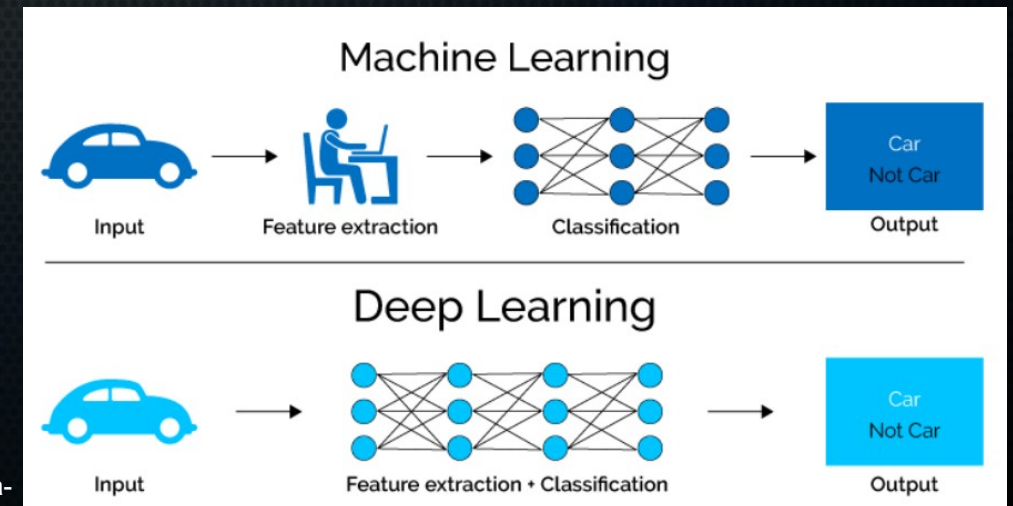 Machine Learning
Car
Not Car
Input
Feature extraction
Classification
Output
Deep Learning
Car
Not Car
Input
Feature extraction + Classification
Output